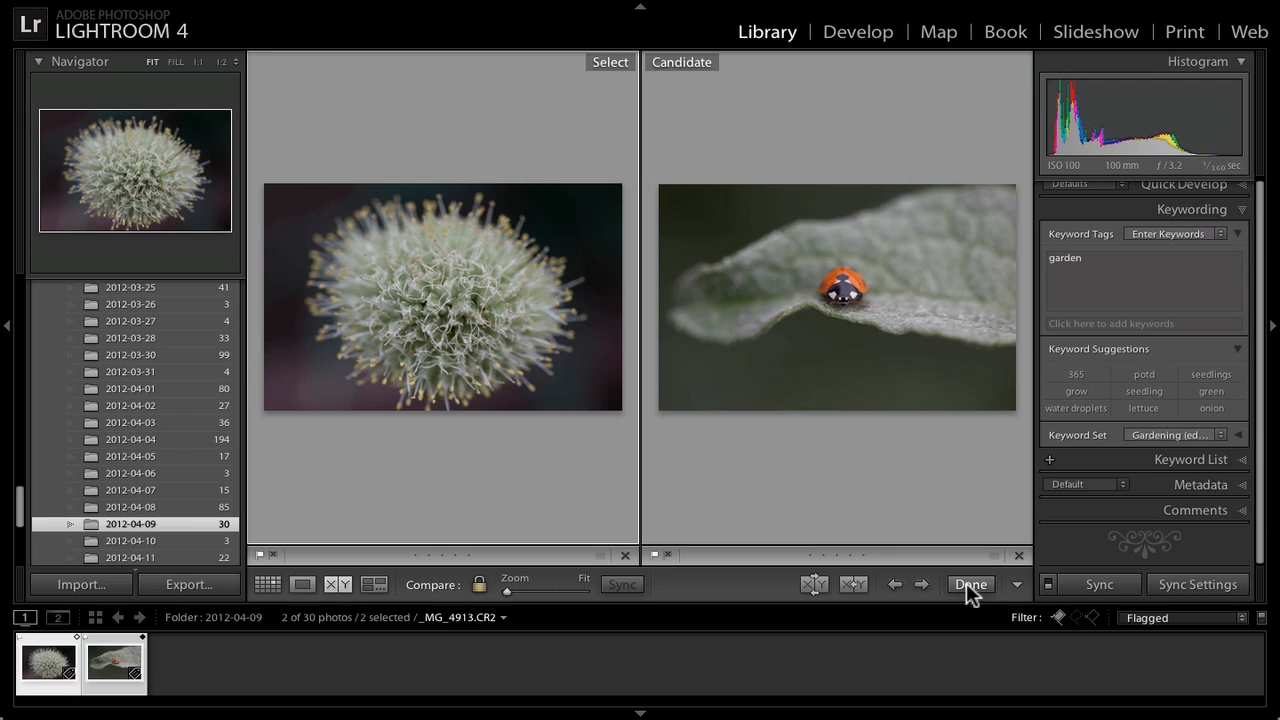 Lr
ADOBE PHOTOSHOP
LIGHTROOM 4
Library | Develop | Map | Book | Slideshow | Print | Web
Navigator FIT FILL 1:1 1:2
2012-03-25 41
2012-03-26 3
2012-03-27 4
2012-03-28 33
2012-03-30 99
2012-03-31 4
2012-04-01 80
2012-04-02 27
2012-04-03 36
2012-04-04 194
2012-04-05 17
2012-04-06 3
2012-04-07 15
2012-04-08 85
2012-04-09 30
2012-04-10 3
2012-04-11 22
Import... Export...
Select
Candidate
X|Y
Compare :
Zoom Fit
Sync
Done
Histogram
ISO 100 100 mm ƒ / 3.2 1/160 sec
Defaults Quick Develop
Keywording
Keyword Tags Enter Keywords
garden
Click here to add keywords
Keyword Suggestions
365 potd seedlings
grow seedling green
water droplets lettuce onion
Keyword Set Gardening (ed...
Keyword List
Default Metadata
Comments
Sync Sync Settings
1 2 Folder : 2012-04-09 2 of 30 photos / 2 selected / _MG_4913.CR2 Filter : Flagged